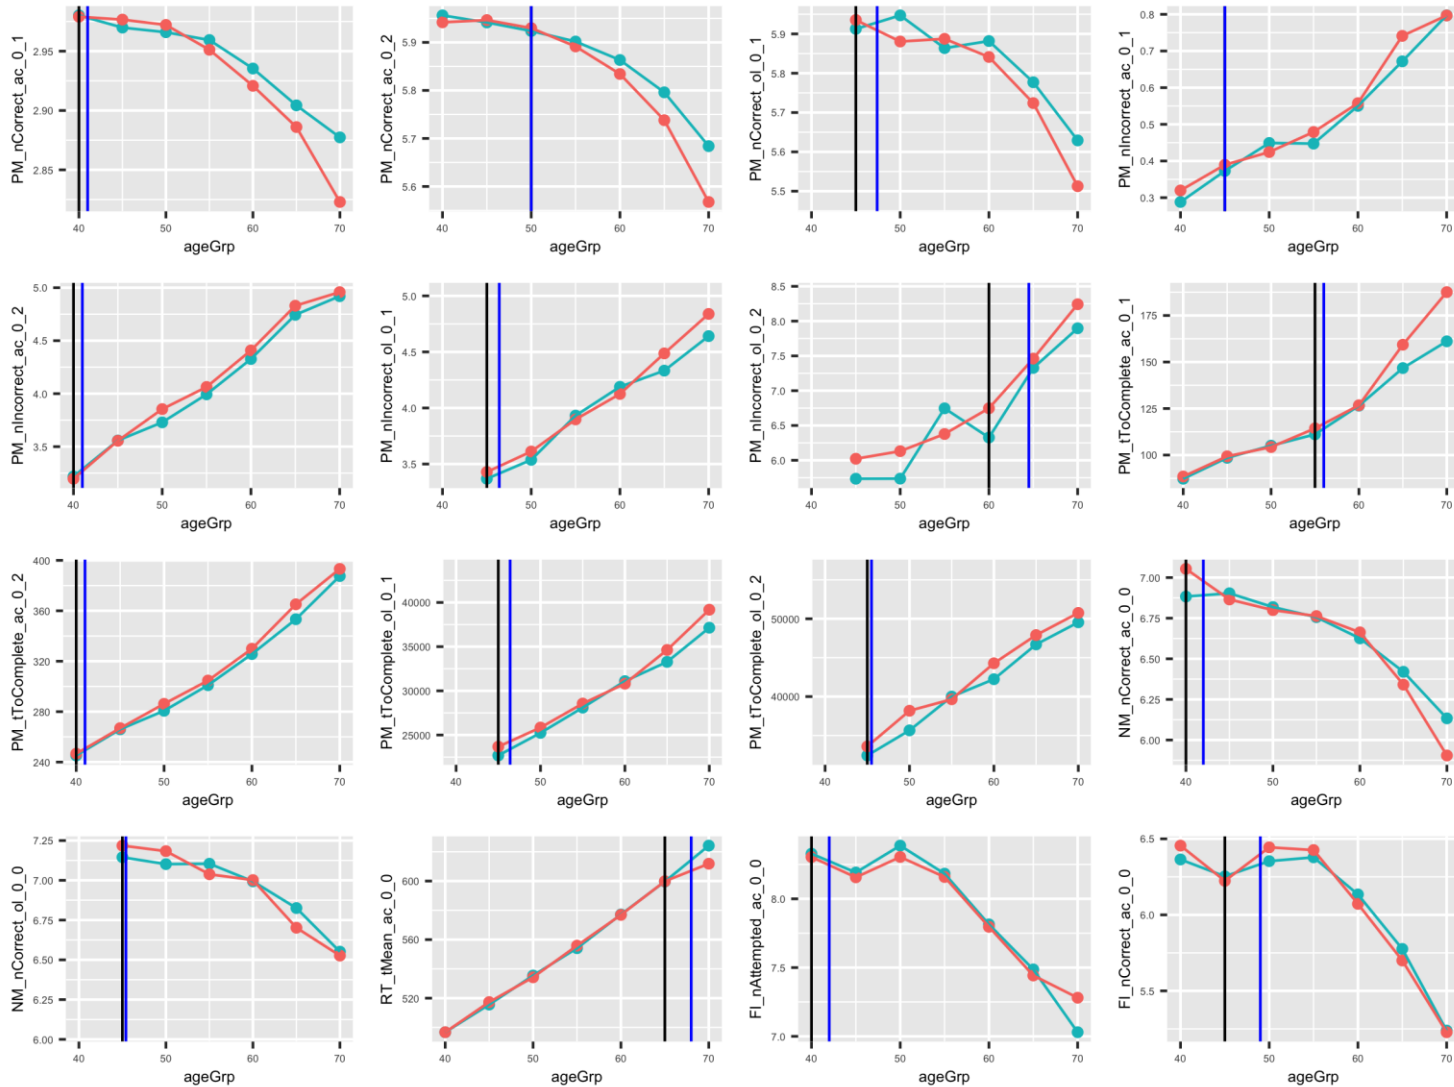 PM_nCorrect_ac_0_1
2.95
2.90
2.85
40 50 60 70
ageGrp
PM_nCorrect_ac_0_2
5.9
5.8
5.7
5.6
40 50 60 70
ageGrp
PM_nCorrect_ol_0_1
5.9
5.8
5.7
5.6
5.5
40 50 60 70
ageGrp
PM_nIncorrect_ac_0_1
0.8
0.7
0.6
0.5
0.4
0.3
40 50 60 70
ageGrp
PM_nIncorrect_ac_0_2
5.0
4.5
4.0
3.5
40 50 60 70
ageGrp
PM_nIncorrect_ol_0_1
5.0
4.5
4.0
3.5
40 50 60 70
ageGrp
PM_nIncorrect_ol_0_2
8.5
8.0
7.5
7.0
6.5
6.0
40 50 60 70
ageGrp
PM_tToComplete_ac_0_1
175
150
125
100
40 50 60 70
ageGrp
PM_tToComplete_ac_0_2
400
360
320
280
240
40 50 60 70
ageGrp
PM_tToComplete_ol_0_1
40000
35000
30000
25000
40 50 60 70
ageGrp
PM_tToComplete_ol_0_2
50000
40000
40 50 60 70
ageGrp
NM_nCorrect_ac_0_0
7.00
6.75
6.50
6.25
6.00
40 50 60 70
ageGrp
NM_nCorrect_ol_0_0
7.25
7.00
6.75
6.50
6.25
6.00
40 50 60 70
ageGrp
RT_tMean_ac_0_0
600
560
520
40 50 60 70
ageGrp
FI_nAttempted_ac_0_0
8.0
7.5
7.0
40 50 60 70
ageGrp
FI_nCorrect_ac_0_0
6.5
6.0
5.5
40 50 60 70
ageGrp